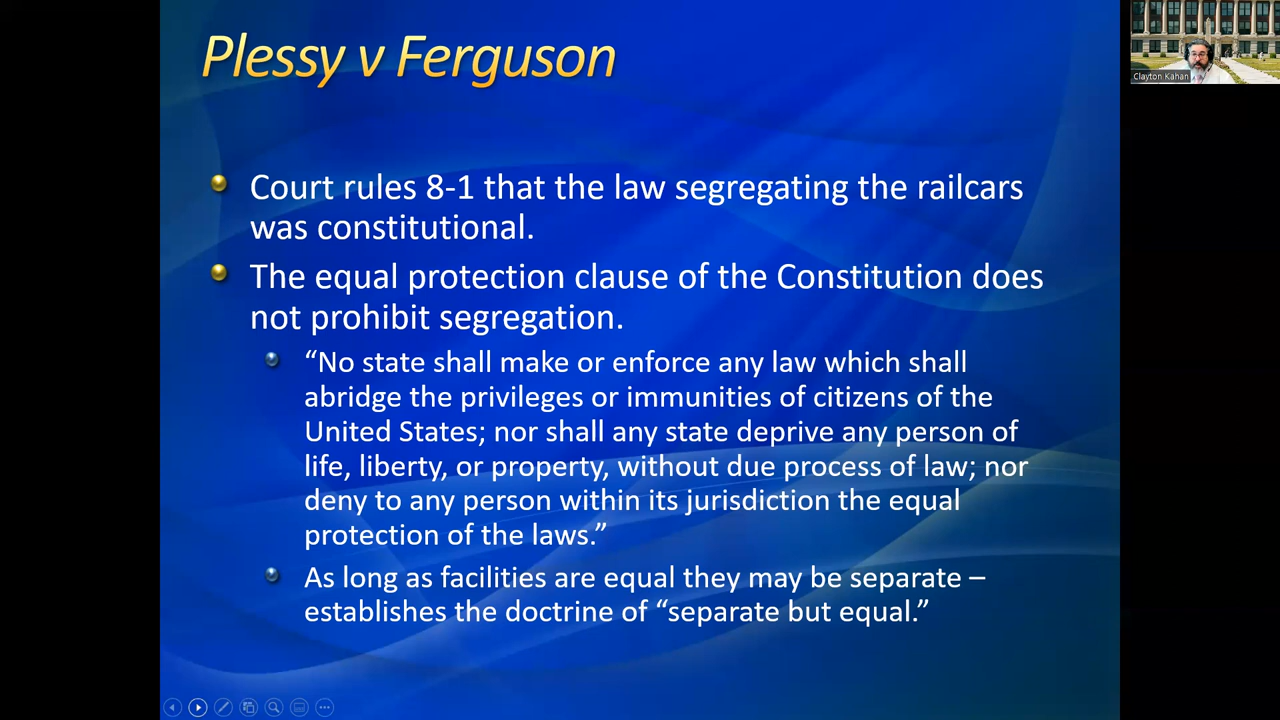 Plessy v Ferguson
Clayton Kahan
Court rules 8-1 that the law segregating the railcars
was constitutional.
The equal protection clause of the Constitution does
not prohibit segregation.
“No state shall make or enforce any law which shall
abridge the privileges or immunities of citizens of the
United States; nor shall any state deprive any person of
life, liberty, or property, without due process of law; nor
deny to any person within its jurisdiction the equal
protection of the laws.”
As long as facilities are equal they may be separate –
establishes the doctrine of “separate but equal.”